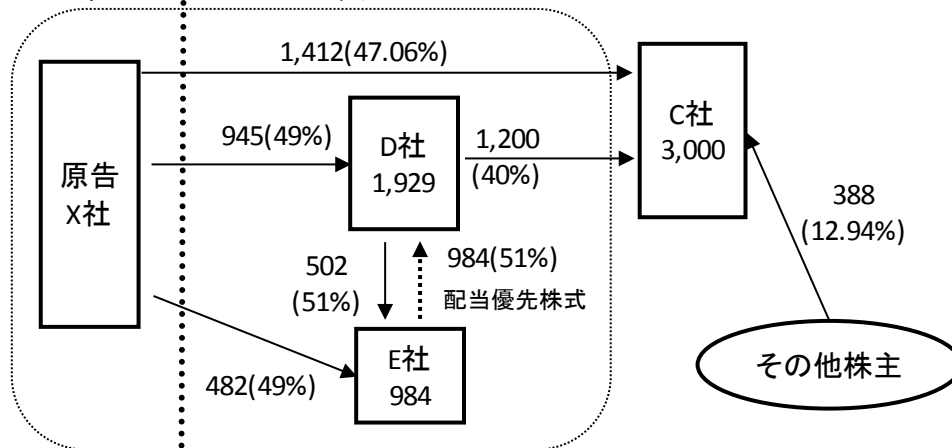 1,412(47.06%)
原告
X社
945(49%)
D社
1,929
1,200
(40%)
C社
3,000
388
(12.94%)
502
(51%)
984(51%)
配当優先株式
482(49%)
E社
984
その他株主